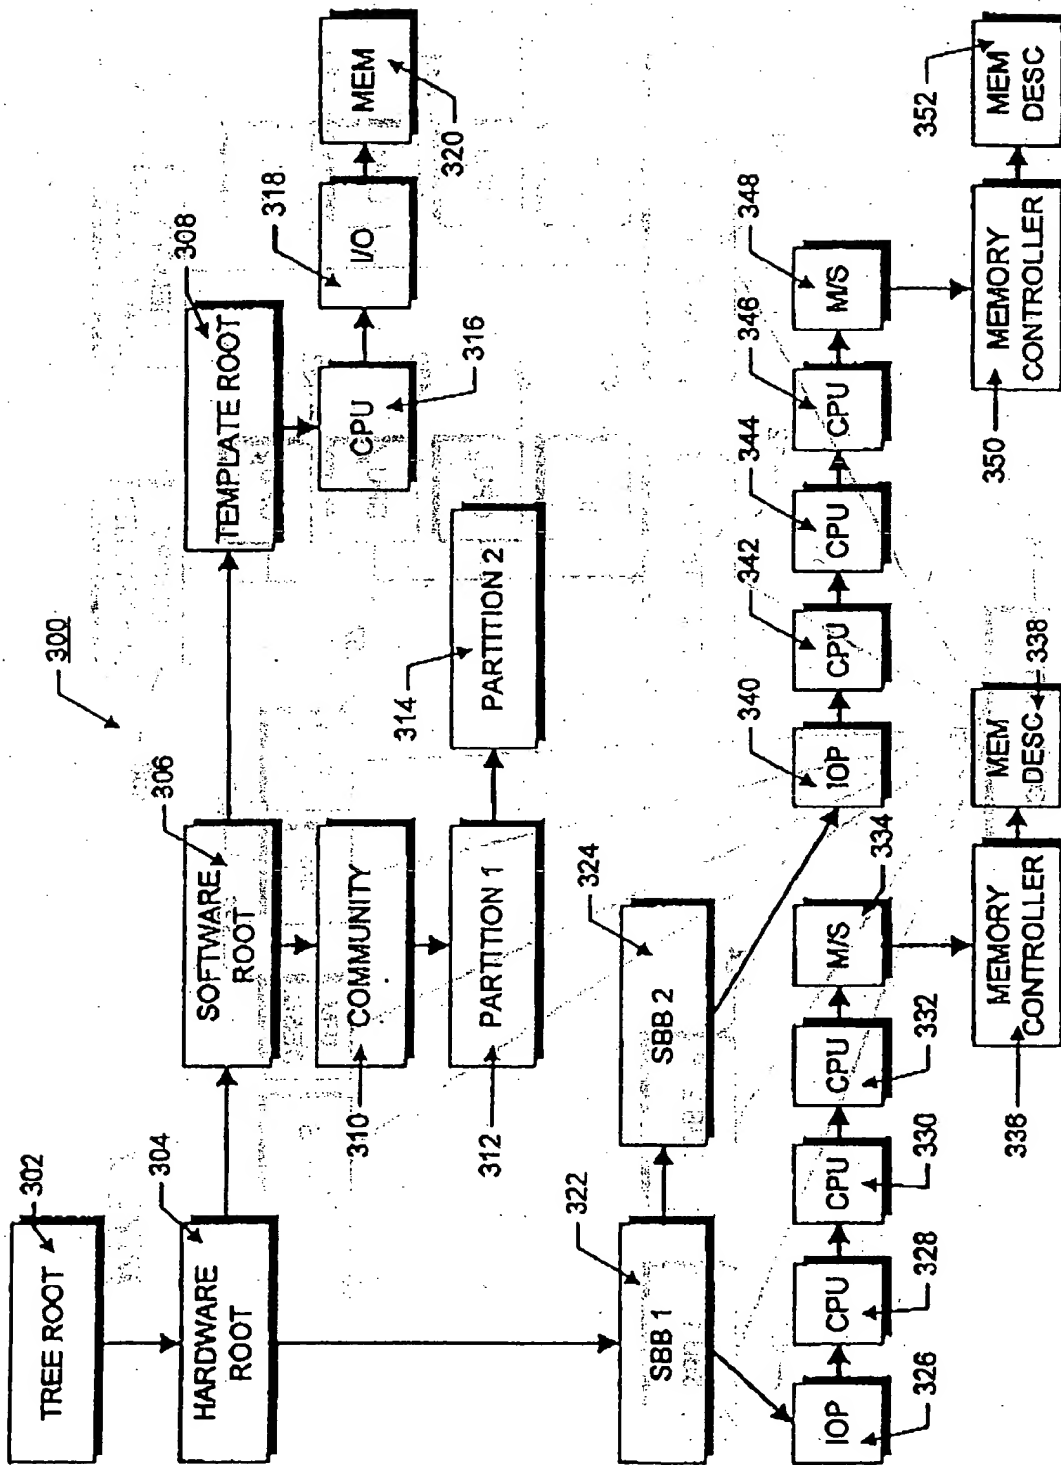 300
TREE ROOT
302
HARDWARE
ROOT
304
SOFTWARE
ROOT
306
TEMPLATE ROOT
308
COMMUNITY
310
CPU
316
I/O
318
MEM
320
PARTITION 1
312
PARTITION 2
314
SBB 1
322
SBB 2
324
IOP
326
CPU
328
CPU
330
CPU
332
M/S
334
IOP
340
CPU
342
CPU
344
CPU
346
M/S
348
MEMORY
CONTROLLER
336
MEM
DESC
338
MEMORY
CONTROLLER
350
MEM
DESC
352